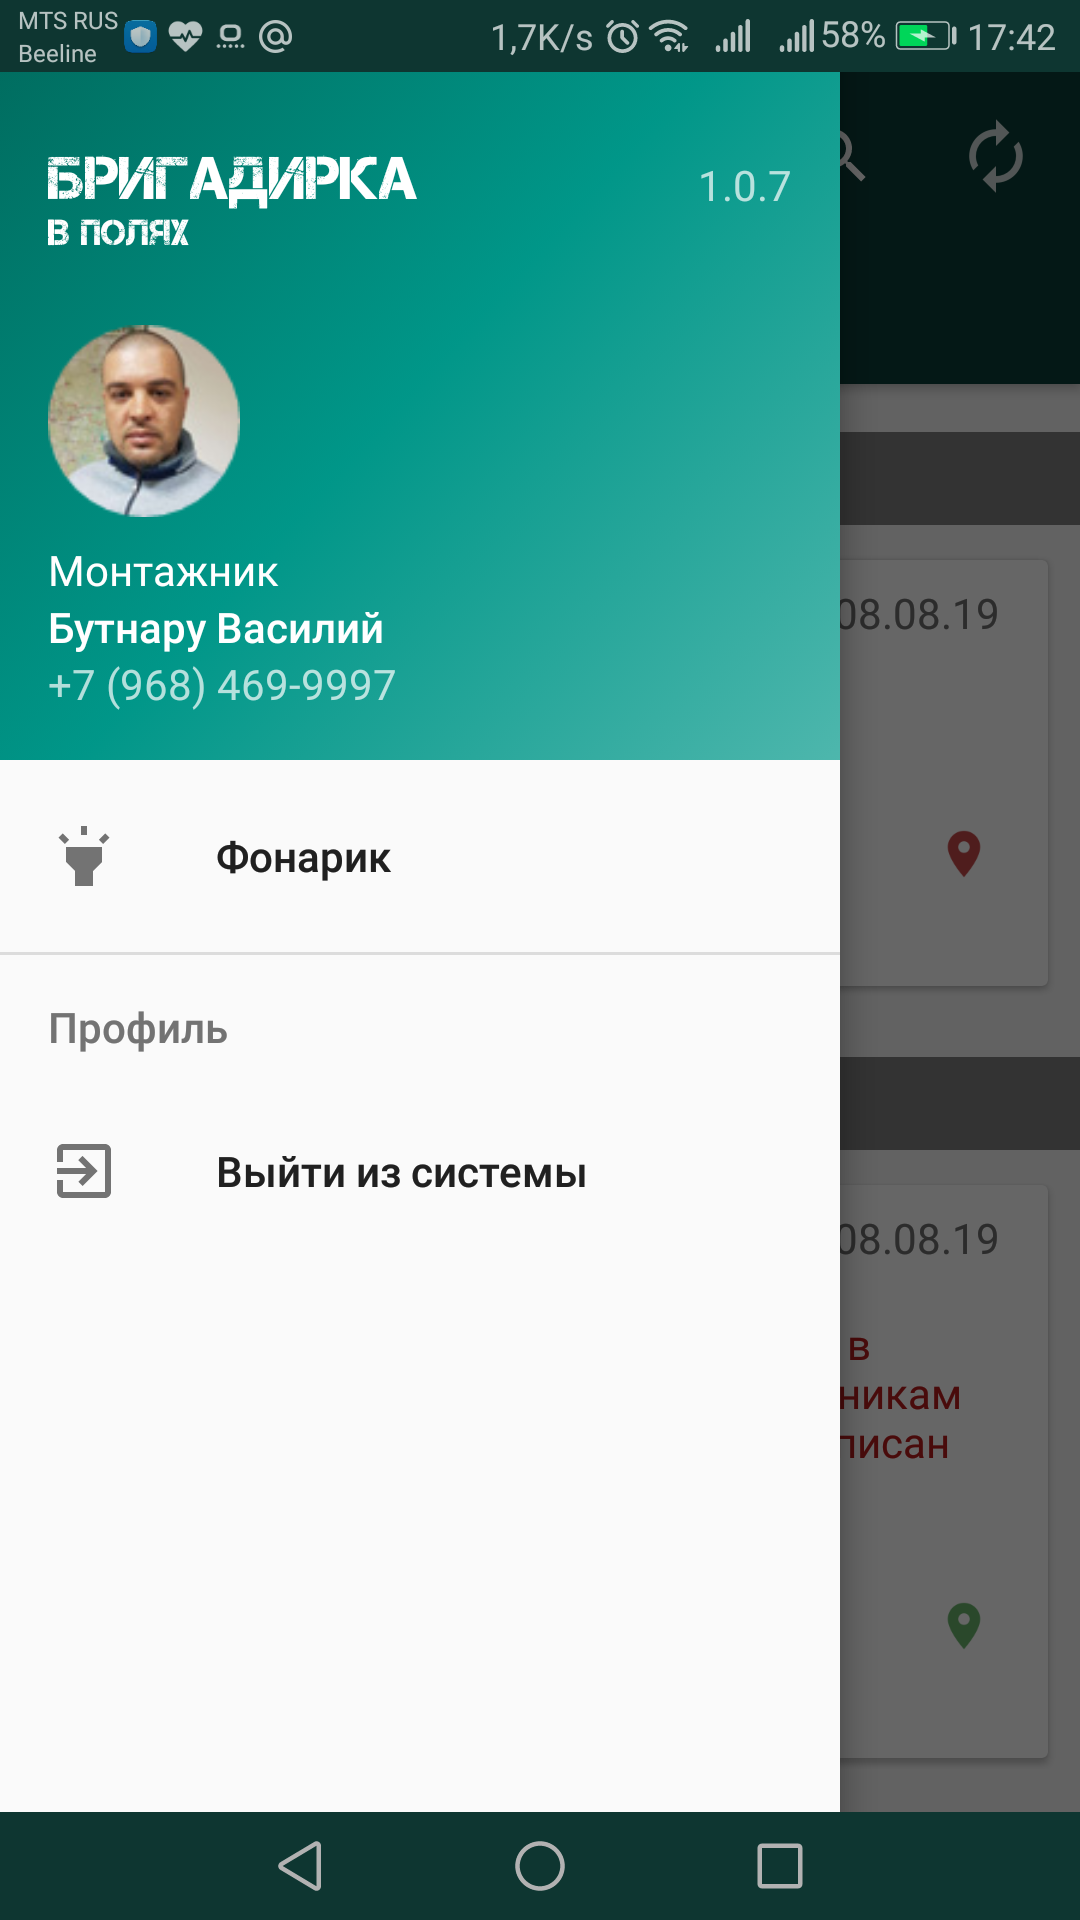 MTS RUS
Beeline
1,7K/s
58%
17:42
БРИГАДИРКА
В ПОЛЯХ
1.0.7
Монтажник
Бутнару Василий
+7 (968) 469-9997
Фонарик
Профиль
Выйти из системы
08.08.19
08.08.19
в
никам
писан